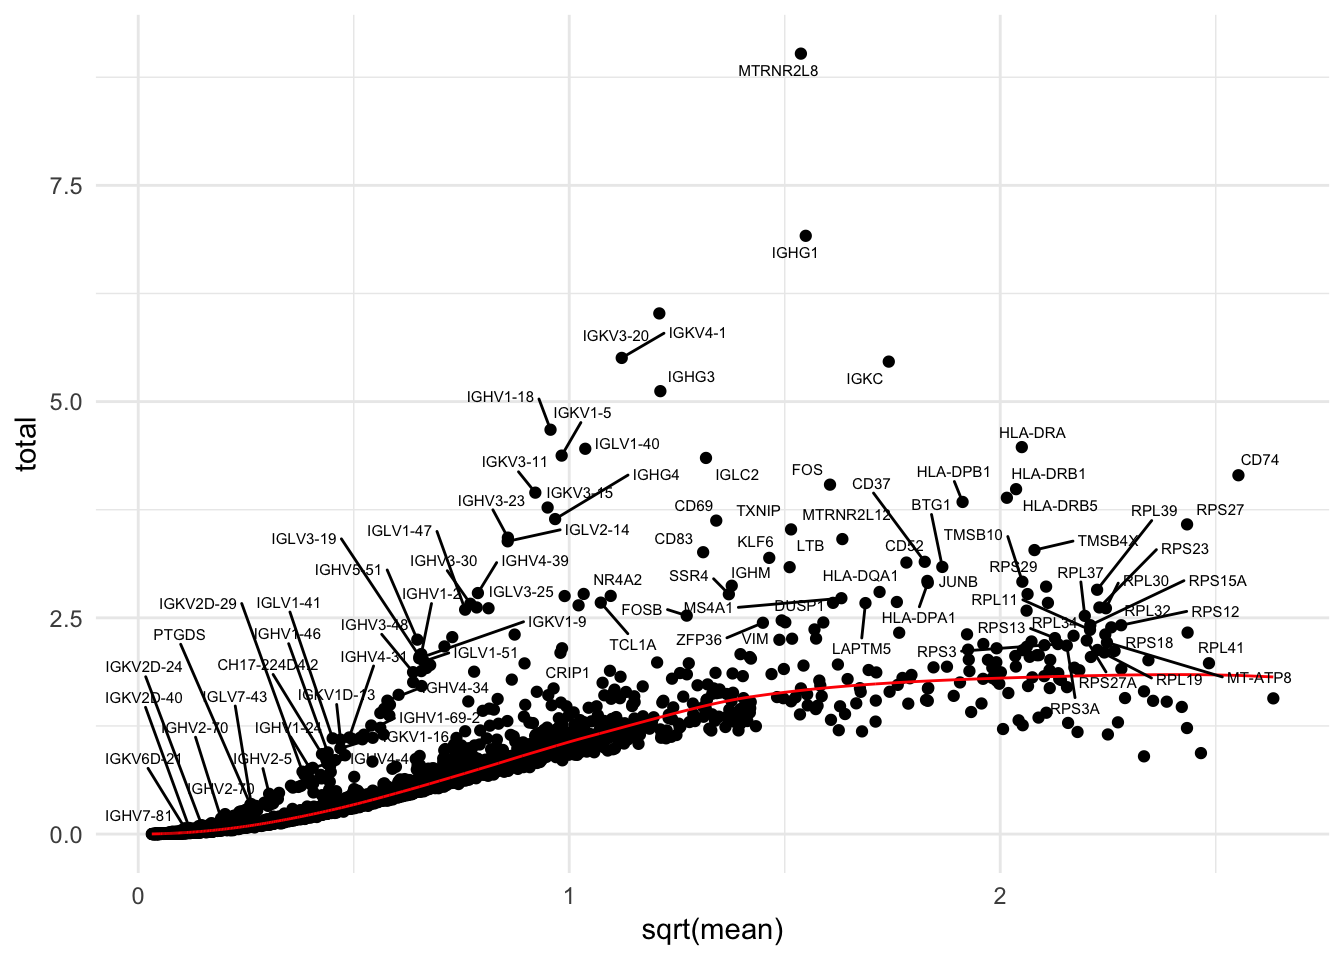 MTRNR2L8
7.5
IGHG1
IGKV3-20
IGKV4-1
IGHG3
IGKC
5.0
IGHV1-18
IGKV1-5
IGLV1-40
HLA-DRA
IGKV3-11
IGHG4
IGLC2
FOS
CD37
HLA-DPB1
HLA-DRB1
CD74
IGHV3-23
IGKV3-15
CD69
TXNIP
MTRNR2L12
BTG1
HLA-DRB5
RPL39
RPS27
IGLV3-19
IGLV1-47
IGLV2-14
CD83
KLF6
LTB
CD52
TMSB10
TMSB4X
RPS23
IGHV5-51
IGHV3-30
IGHV4-39
NR4A2
SSR4
IGHM
HLA-DQA1
JUNB
RPS29
RPL37
RPL30
RPS15A
IGKV2D-29
IGLV1-41
IGHV1-2
IGLV3-25
FOSB
MS4A1
DUSP1
HLA-DPA1
RPL11
RPL32
RPS12
2.5
PTGDS
IGHV1-46
IGHV3-48
IGKV1-9
TCL1A
ZFP36
VIM
LAPTM5
RPS3
RPS13
RPL34
RPS18
RPL41
IGKV2D-24
CH17-224D4.2
IGHV4-31
IGLV1-51
CRIP1
RPS27A
RPL19
MT-ATP8
IGKV2D-40
IGLV7-43
IGKV1D-13
IGHV4-34
RPS3A
IGHV2-70
IGHV1-24
IGHV1-69-2
IGKV1-16
IGKV6D-21
IGHV2-5
IGHV2-70
IGHV7-81
0.0
0
1
2
sqrt(mean)
total